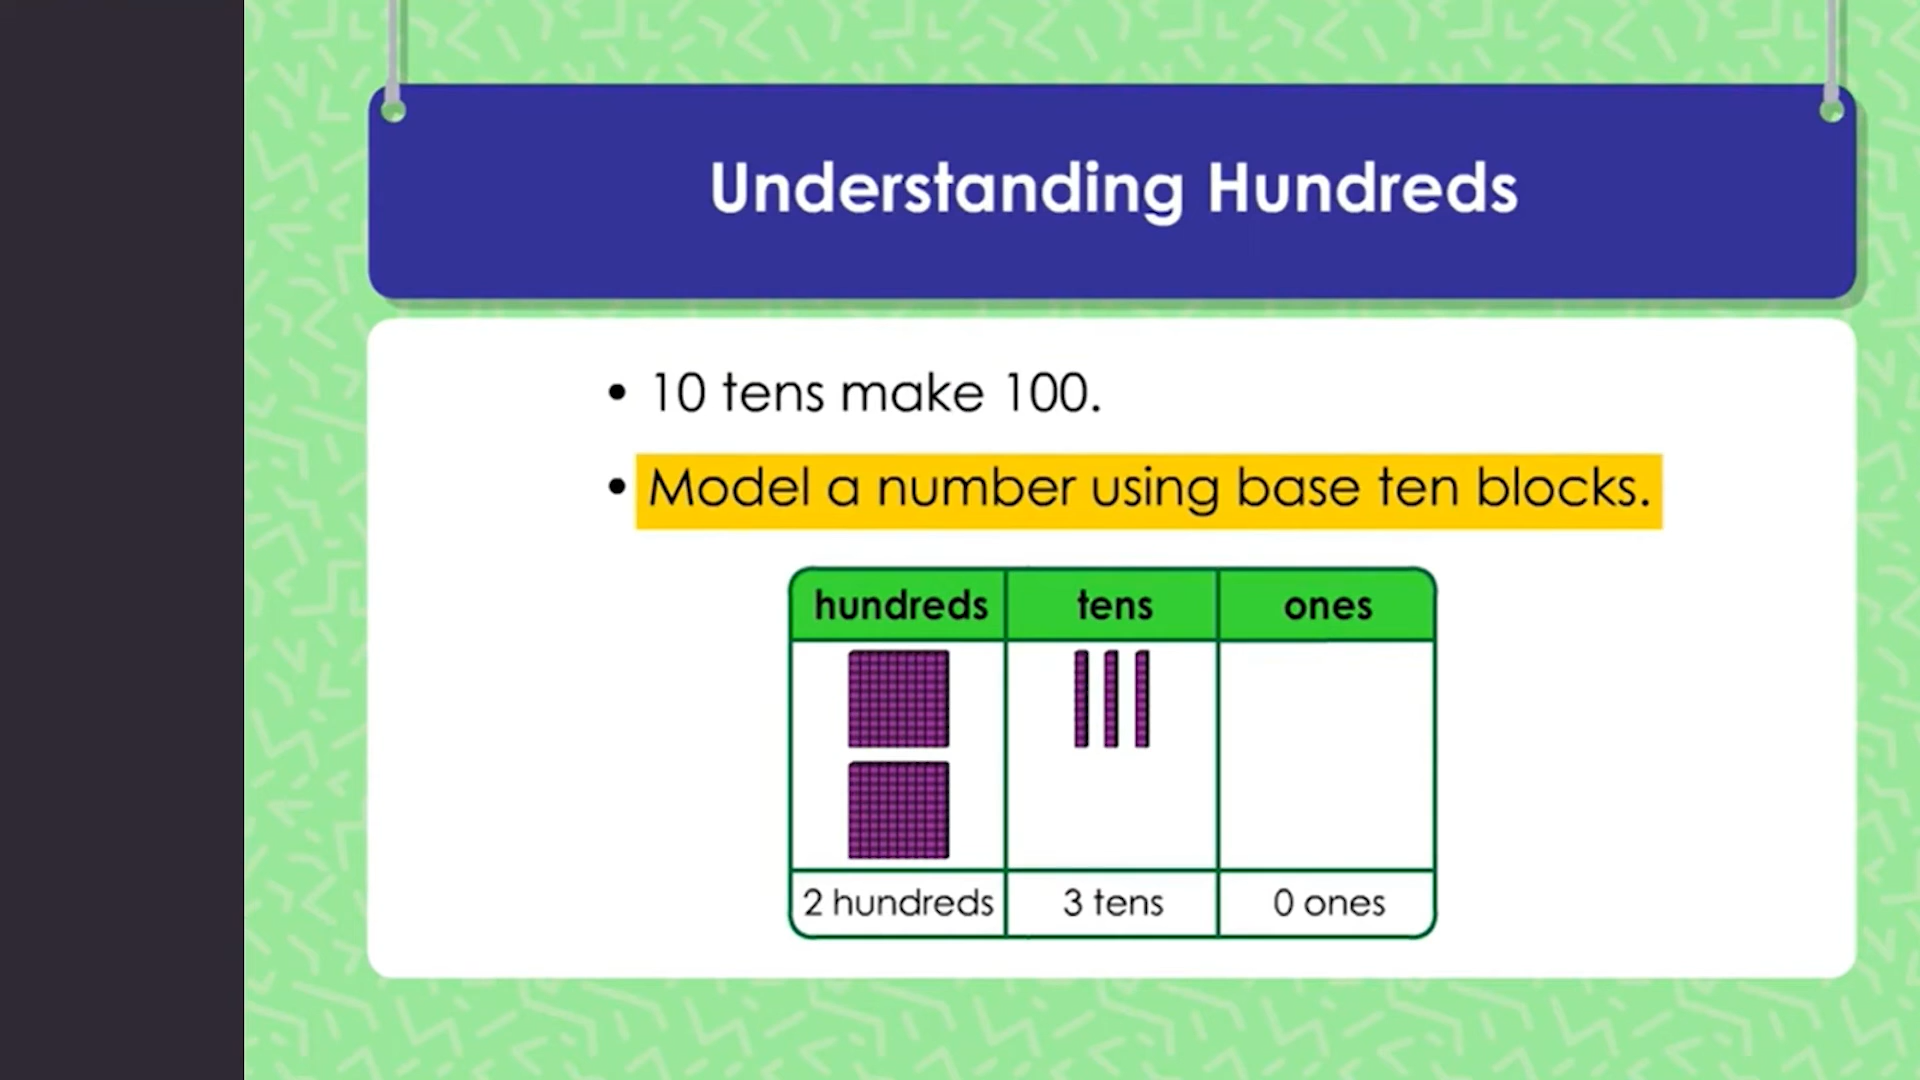 Understanding Hundreds
• 10 tens make 100.
• Model a number using base ten blocks.
hundreds tens ones
2 hundreds 3 tens 0 ones